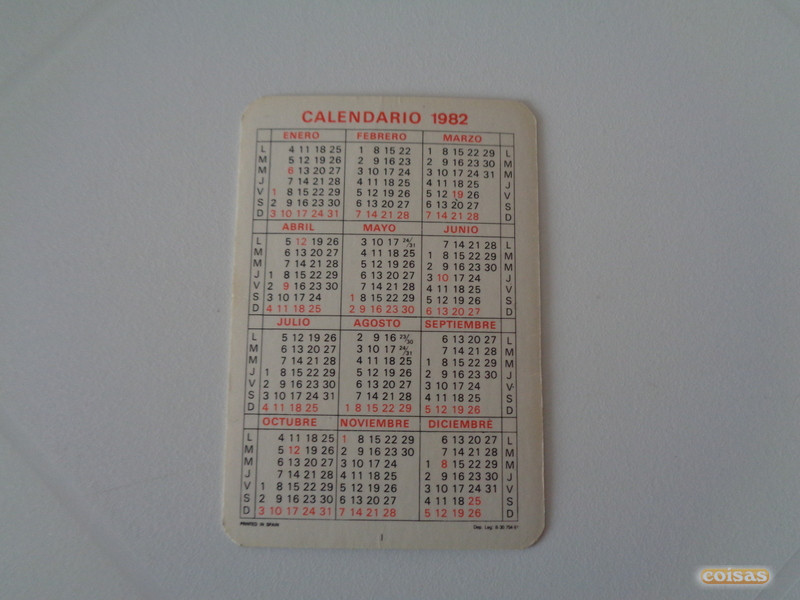 CALENDARIO 1982
ENERO FEBRERO MARZO
L 4 11 18 25 1 8 15 22 1 8 15 22 29 L
M 5 12 19 26 2 9 16 23 2 9 16 23 30 M
M 6 13 20 27 3 10 17 24 3 10 17 24 31 M
J 7 14 21 28 4 11 18 25 4 11 18 25 J
V 1 8 15 22 29 5 12 19 26 5 12 19 26 V
S 2 9 16 23 30 6 13 20 27 6 13 20 27 S
D 3 10 17 24 31 7 14 21 28 7 14 21 28 D
ABRIL MAYO JUNIO
L 5 12 19 26 3 10 17 24/31 7 14 21 28 L
M 6 13 20 27 4 11 18 25 1 8 15 22 29 M
M 7 14 21 28 5 12 19 26 2 9 16 23 30 M
J 1 8 15 22 29 6 13 20 27 3 10 17 24 J
V 2 9 16 23 30 7 14 21 28 4 11 18 25 V
S 3 10 17 24 1 8 15 22 29 5 12 19 26 S
D 4 11 18 25 2 9 16 23 30 6 13 20 27 D
JULIO AGOSTO SEPTIEMBRE
L 5 12 19 26 2 9 16 23/30 6 13 20 27 L
M 6 13 20 27 3 10 17 24/31 7 14 21 28 M
M 7 14 21 28 4 11 18 25 1 8 15 22 29 M
J 1 8 15 22 29 5 12 19 26 2 9 16 23 30 J
V 2 9 16 23 30 6 13 20 27 3 10 17 24 V
S 3 10 17 24 31 7 14 21 28 4 11 18 25 S
D 4 11 18 25 1 8 15 22 29 5 12 19 26 D
OCTUBRE NOVIEMBRE DICIEMBRE
L 4 11 18 25 1 8 15 22 29 6 13 20 27 L
M 5 12 19 26 2 9 16 23 30 7 14 21 28 M
M 6 13 20 27 3 10 17 24 1 8 15 22 29 M
J 7 14 21 28 4 11 18 25 2 9 16 23 30 J
V 1 8 15 22 29 5 12 19 26 3 10 17 24 31 V
S 2 9 16 23 30 6 13 20 27 4 11 18 25 S
D 3 10 17 24 31 7 14 21 28 5 12 19 26 D
PRINTED IN SPAIN Dep. Leg. B
coisas